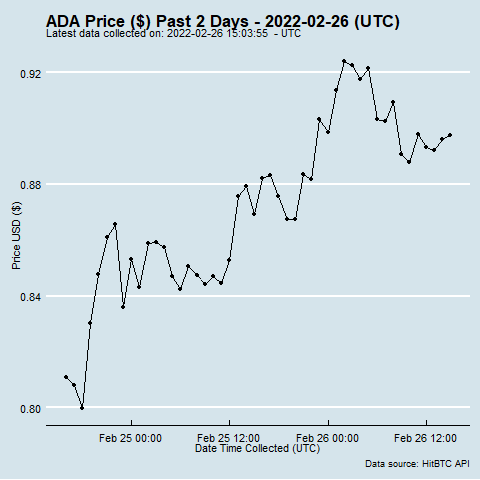 ADA Price ($) Past 2 Days - 2022-02-26 (UTC)
Latest data collected on: 2022-02-26 15:03:55 - UTC
0.92
0.88
Price USD ($)
0.84
0.80
Feb 25 00:00 Feb 25 12:00 Feb 26 00:00 Feb 26 12:00
Date Time Collected (UTC)
Data source: HitBTC API